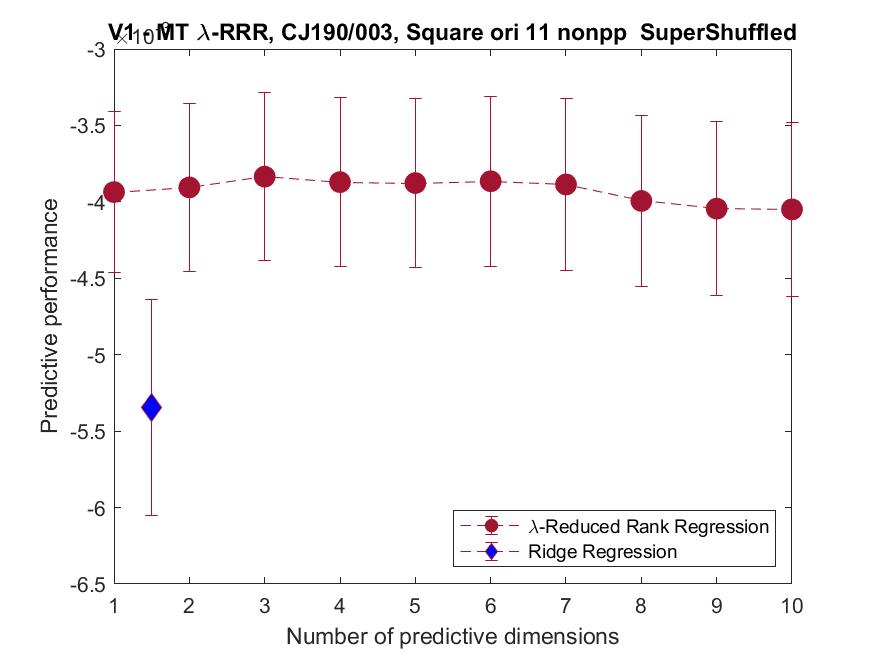 V1 - MT λ-RRR, CJ190/003, Square ori 11 nonpp SuperShuffled
-3
-3.5
-4
-4.5
-5
-5.5
-6
-6.5
Predictive performance
λ-Reduced Rank Regression
Ridge Regression
1 2 3 4 5 6 7 8 9 10
Number of predictive dimensions